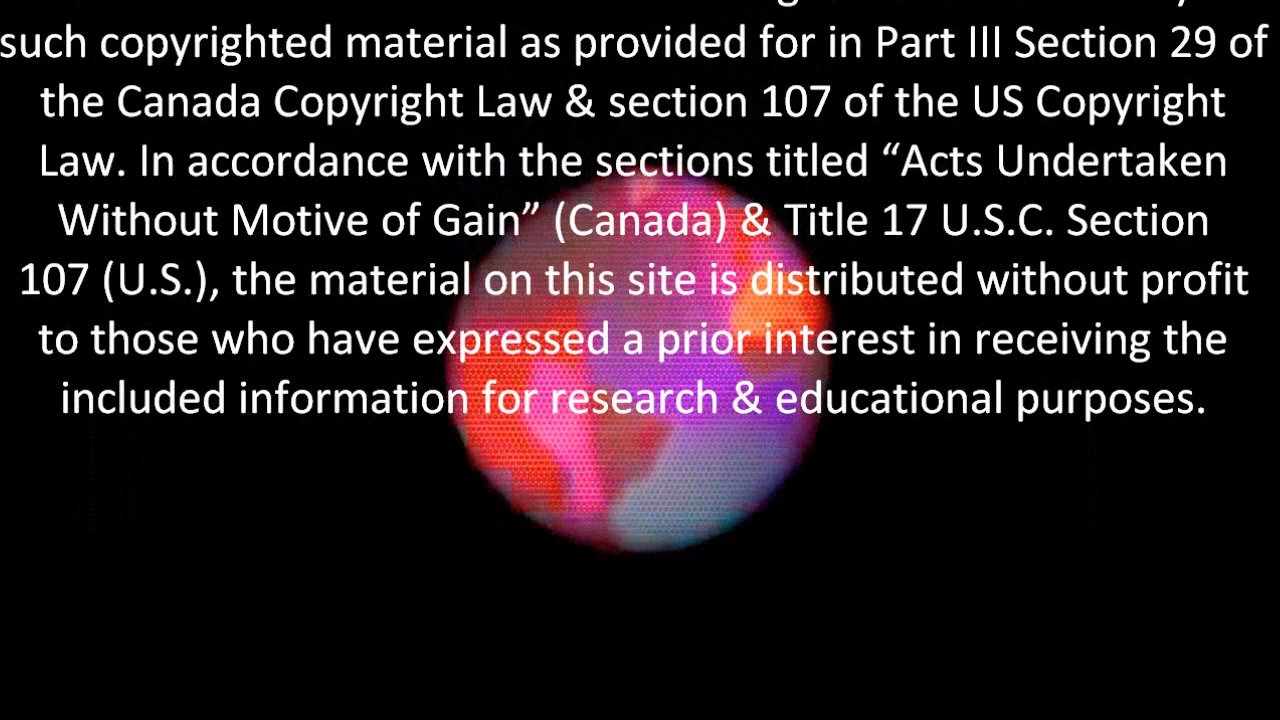 such copyrighted material as provided for in Part III Section 29 of
the Canada Copyright Law & section 107 of the US Copyright
Law. In accordance with the sections titled “Acts Undertaken
Without Motive of Gain” (Canada) & Title 17 U.S.C. Section
107 (U.S.), the material on this site is distributed without profit
to those who have expressed a prior interest in receiving the
included information for research & educational purposes.